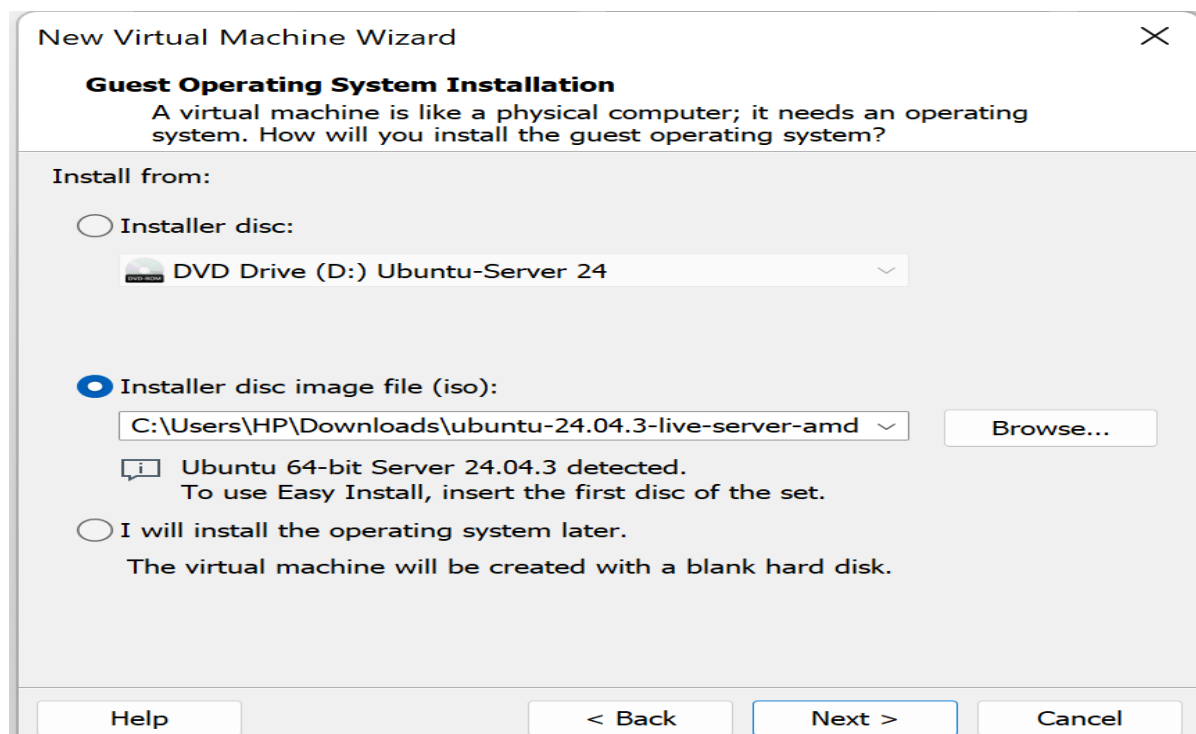 New Virtual Machine Wizard
Guest Operating System Installation
A virtual machine is like a physical computer; it needs an operating
system. How will you install the guest operating system?
Install from:
Installer disc:
DVD-ROM
DVD Drive (D:) Ubuntu-Server 24
Installer disc image file (iso):
C:\Users\HP\Downloads\ubuntu-24.04.3-live-server-amd
Browse...
Ubuntu 64-bit Server 24.04.3 detected.
To use Easy Install, insert the first disc of the set.
I will install the operating system later.
The virtual machine will be created with a blank hard disk.
Help
< Back
Next >
Cancel